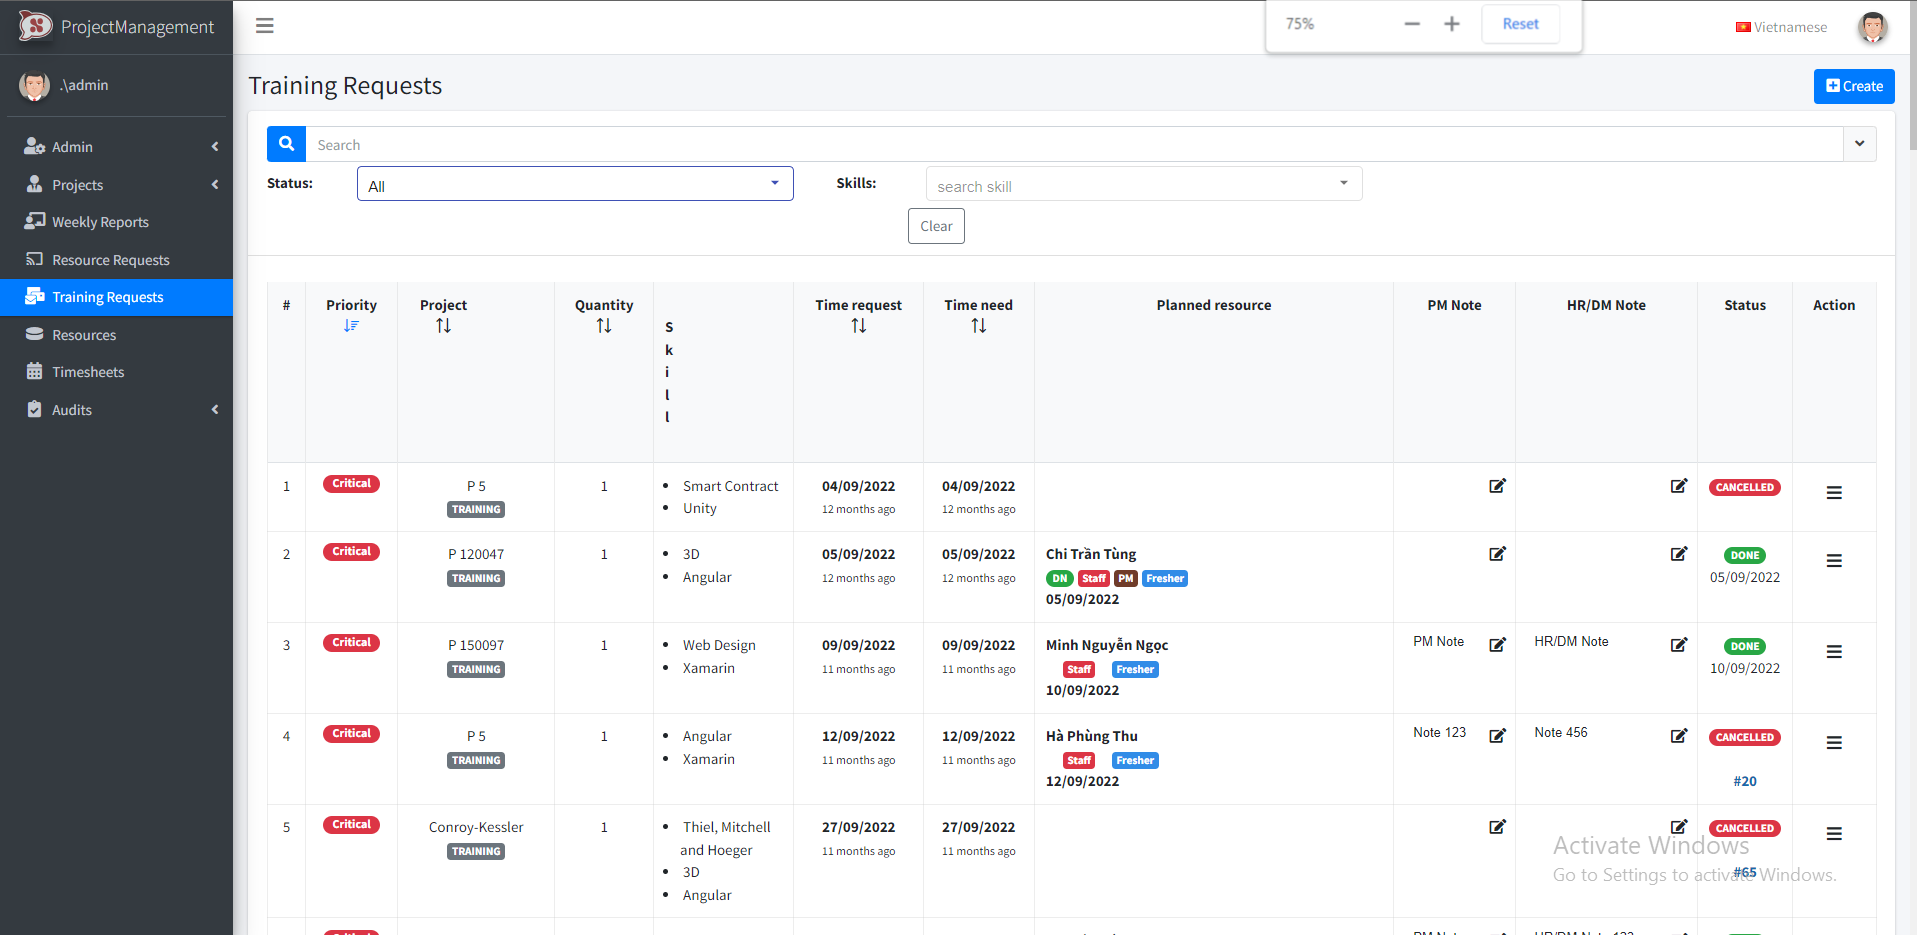 ProjectManagement
75%
Reset
Vietnamese
.\admin
Training Requests
Create
Search
Status:
All
Skills:
search skill
Clear
Admin
Projects
Weekly Reports
Resource Requests
Training Requests
Resources
Timesheets
Audits
# Priority Project Quantity Skill Time request Time need Planned resource PM Note HR/DM Note Status Action
1 Critical P 5 1 Smart Contract 04/09/2022 04/09/2022 CANCELLED
TRAINING Unity 12 months ago 12 months ago
2 Critical P 120047 1 3D 05/09/2022 05/09/2022 Chi Trần Tùng DONE
TRAINING Angular 12 months ago 12 months ago DN Staff PM Fresher 05/09/2022
05/09/2022
3 Critical P 150097 1 Web Design 09/09/2022 09/09/2022 Minh Nguyễn Ngọc PM Note HR/DM Note DONE
TRAINING Xamarin 11 months ago 11 months ago Staff Fresher 10/09/2022
10/09/2022
4 Critical P 5 1 Angular 12/09/2022 12/09/2022 Hà Phùng Thu Note 123 Note 456 CANCELLED
TRAINING Xamarin 11 months ago 11 months ago Staff Fresher
12/09/2022 #20
5 Critical Conroy-Kessler 1 Thiel, Mitchell 27/09/2022 27/09/2022 CANCELLED
TRAINING and Hoeger 11 months ago 11 months ago
3D #65
Angular
Activate Windows
Go to Settings to activate Windows.